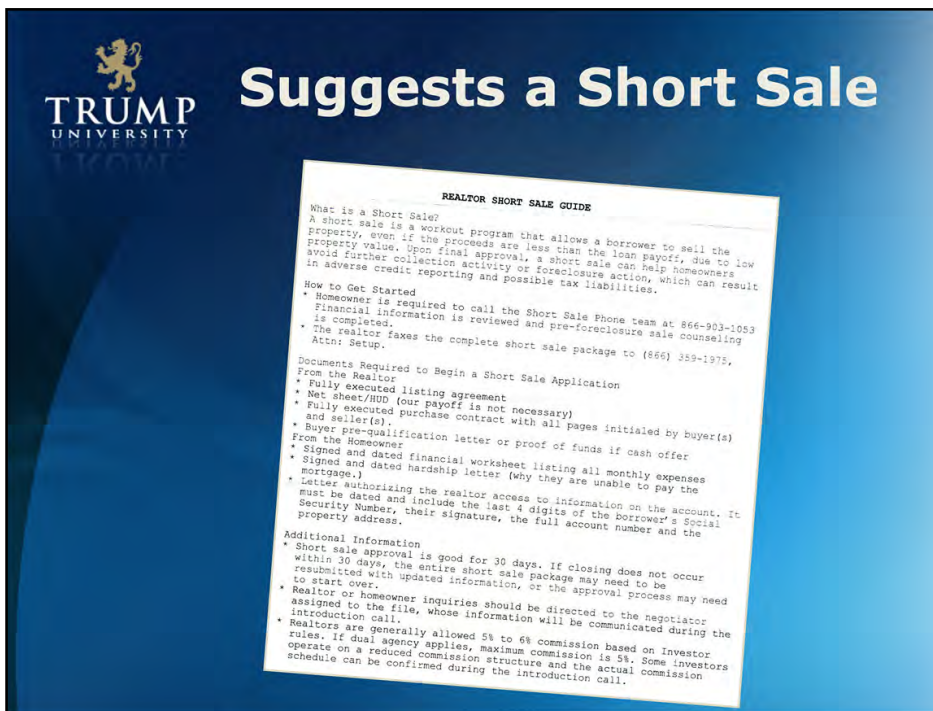 TRUMP
UNIVERSITY
Suggests a Short Sale
REALTOR SHORT SALE GUIDE
What is a Short Sale?
A short sale is a workout program that allows a borrower to sell the
property, even if the proceeds are less than the loan payoff, due to low
property value. Upon final approval, a short sale can help homeowners
avoid further collection activity or foreclosure action, which can result
in adverse credit reporting and possible tax liabilities.
How to Get Started
* Homeowner is required to call the Short Sale Phone team at 866-903-1053
Financial information is reviewed and pre-foreclosure sale counseling
is completed.
* The realtor faxes the complete short sale package to (866) 359-1975,
Attn: Setup.
Documents Required to Begin a Short Sale Application
From the Realtor
* Fully executed listing agreement
* Net sheet/HUD (our payoff is not necessary)
* Fully executed purchase contract with all pages initialed by buyer(s)
and seller(s).
* Buyer pre-qualification letter or proof of funds if cash offer
From the Homeowner
* Signed and dated financial worksheet listing all monthly expenses
* Signed and dated hardship letter (why they are unable to pay the
mortgage.)
* Letter authorizing the realtor access to information on the account. It
must be dated and include the last 4 digits of the borrower's Social
Security Number, their signature, the full account number and the
property address.
Additional Information
* Short sale approval is good for 30 days. If closing does not occur
within 30 days, the entire short sale package may need to be
resubmitted with updated information, or the approval process may need
to start over.
* Realtor or homeowner inquiries should be directed to the negotiator
assigned to the file, whose information will be communicated during the
introduction call.
* Realtors are generally allowed 5% to 6% commission based on Investor
rules. If dual agency applies, maximum commission is 5%. Some investors
operate on a reduced commission structure and the actual commission
schedule can be confirmed during the introduction call.